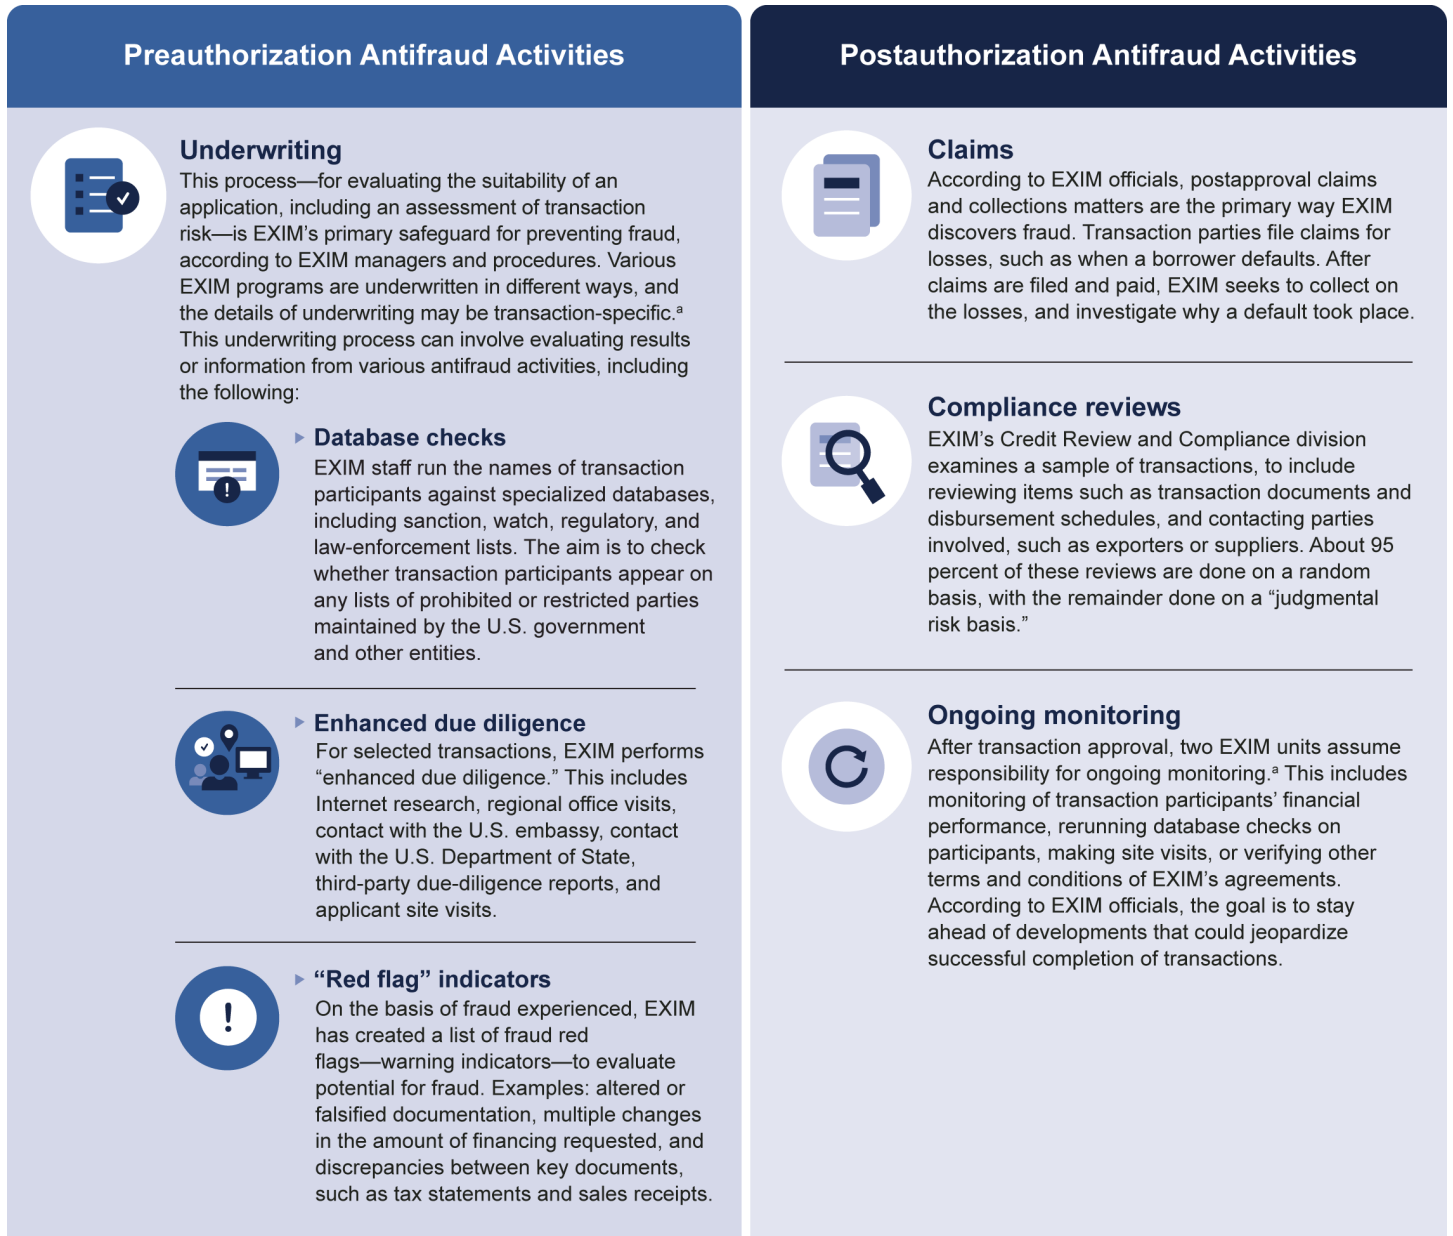 Preauthorization Antifraud Activities
Underwriting
This process—for evaluating the suitability of an
application, including an assessment of transaction
risk—is EXIM’s primary safeguard for preventing fraud,
according to EXIM managers and procedures. Various
EXIM programs are underwritten in different ways, and
the details of underwriting may be transaction-specific.ᵃ
This underwriting process can involve evaluating results
or information from various antifraud activities, including
the following:
Database checks
EXIM staff run the names of transaction
participants against specialized databases,
including sanction, watch, regulatory, and
law-enforcement lists. The aim is to check
whether transaction participants appear on
any lists of prohibited or restricted parties
maintained by the U.S. government
and other entities.
Enhanced due diligence
For selected transactions, EXIM performs
“enhanced due diligence.” This includes
Internet research, regional office visits,
contact with the U.S. embassy, contact
with the U.S. Department of State,
third-party due-diligence reports, and
applicant site visits.
“Red flag” indicators
On the basis of fraud experienced, EXIM
has created a list of fraud red
flags—warning indicators—to evaluate
potential for fraud. Examples: altered or
falsified documentation, multiple changes
in the amount of financing requested, and
discrepancies between key documents,
such as tax statements and sales receipts.
Postauthorization Antifraud Activities
Claims
According to EXIM officials, postapproval claims
and collections matters are the primary way EXIM
discovers fraud. Transaction parties file claims for
losses, such as when a borrower defaults. After
claims are filed and paid, EXIM seeks to collect on
the losses, and investigate why a default took place.
Compliance reviews
EXIM’s Credit Review and Compliance division
examines a sample of transactions, to include
reviewing items such as transaction documents and
disbursement schedules, and contacting parties
involved, such as exporters or suppliers. About 95
percent of these reviews are done on a random
basis, with the remainder done on a “judgmental
risk basis.”
Ongoing monitoring
After transaction approval, two EXIM units assume
responsibility for ongoing monitoring.ᵃ This includes
monitoring of transaction participants’ financial
performance, rerunning database checks on
participants, making site visits, or verifying other
terms and conditions of EXIM’s agreements.
According to EXIM officials, the goal is to stay
ahead of developments that could jeopardize
successful completion of transactions.